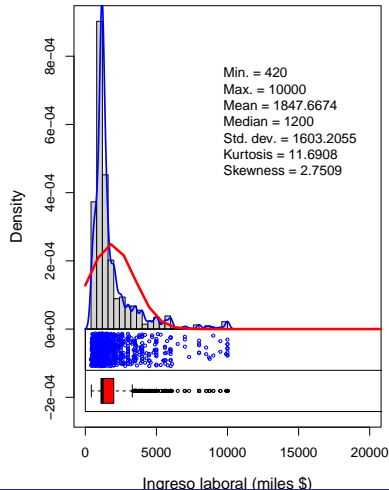 8e−04
6e−04
4e−04
2e−04
0e+00
−2e−04
Density
Min. = 420
Max. = 10000
Mean = 1847.6674
Median = 1200
Std. dev. = 1603.2055
Kurtosis = 11.6908
Skewness = 2.7509
0 5000 10000 15000 20000
Ingreso laboral (miles $)